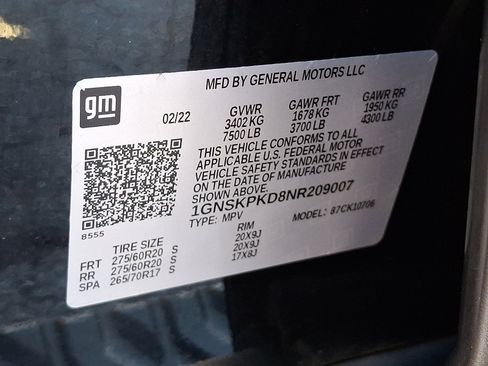 MFD BY GENERAL MOTORS LLC
gm
02/22
GVWR GAWR FRT GAWR RR
3402 KG 1678 KG 1950 KG
7500 LB 3700 LB 4300 LB
THIS VEHICLE CONFORMS TO ALL
APPLICABLE U.S. FEDERAL MOTOR
VEHICLE SAFETY STANDARDS IN EFFECT
ON THE DATE OF MANUFACTURE
SHOWN ABOVE.
1GNSKPKD8NR209007
TYPE: MPV MODEL: 87CK10706
8555
TIRE SIZE RIM
FRT 275/60R20 S 20X9J
RR 275/60R20 S 20X9J
SPA 265/70R17 S 17X8J